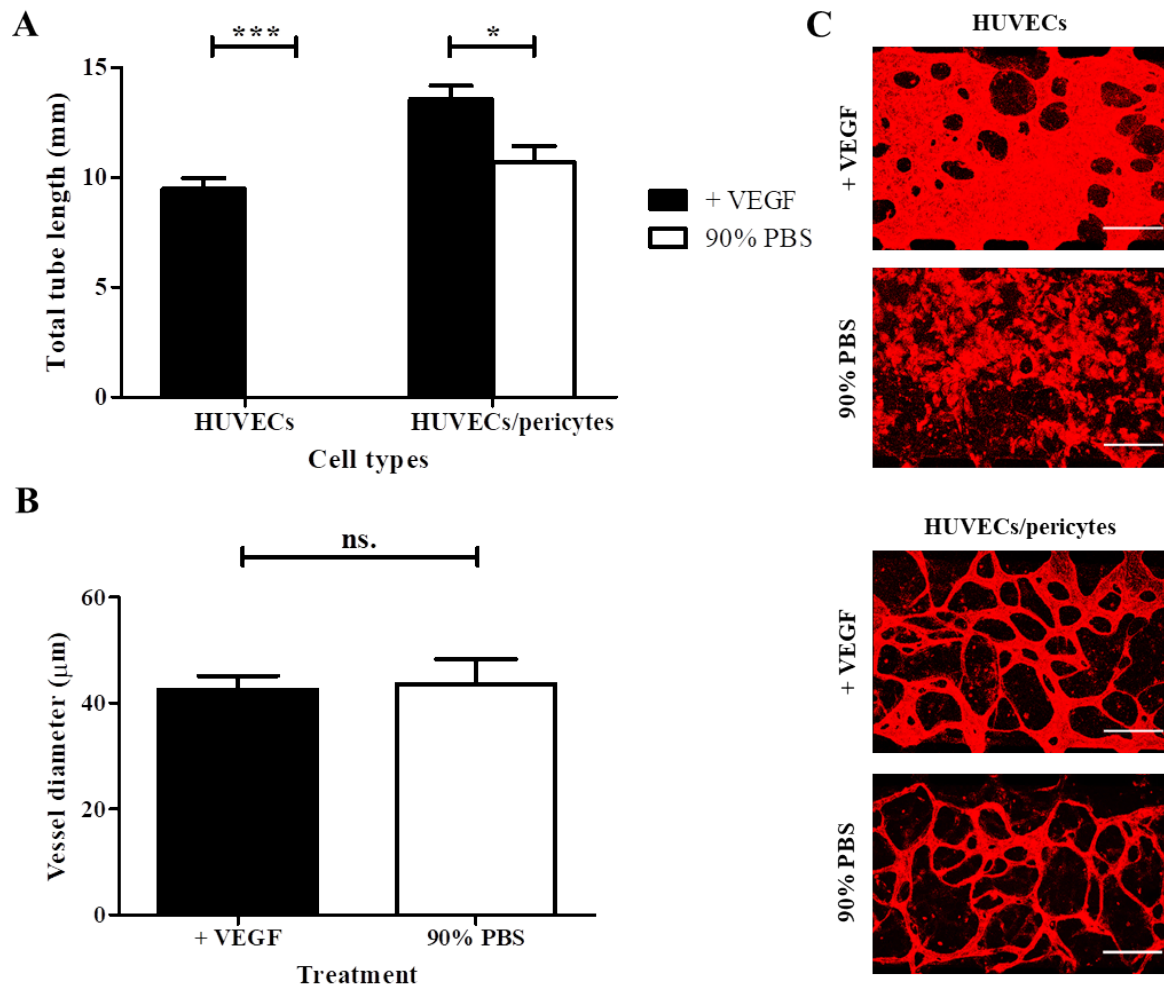 A
***
*
15
10
5
0
Total tube length (mm)
HUVECs
HUVECs/pericytes
Cell types
+ VEGF
90% PBS
B
ns.
60
40
20
0
Vessel diameter (μm)
+ VEGF
90% PBS
Treatment
C
HUVECs
+ VEGF
90% PBS
HUVECs/pericytes
+ VEGF
90% PBS